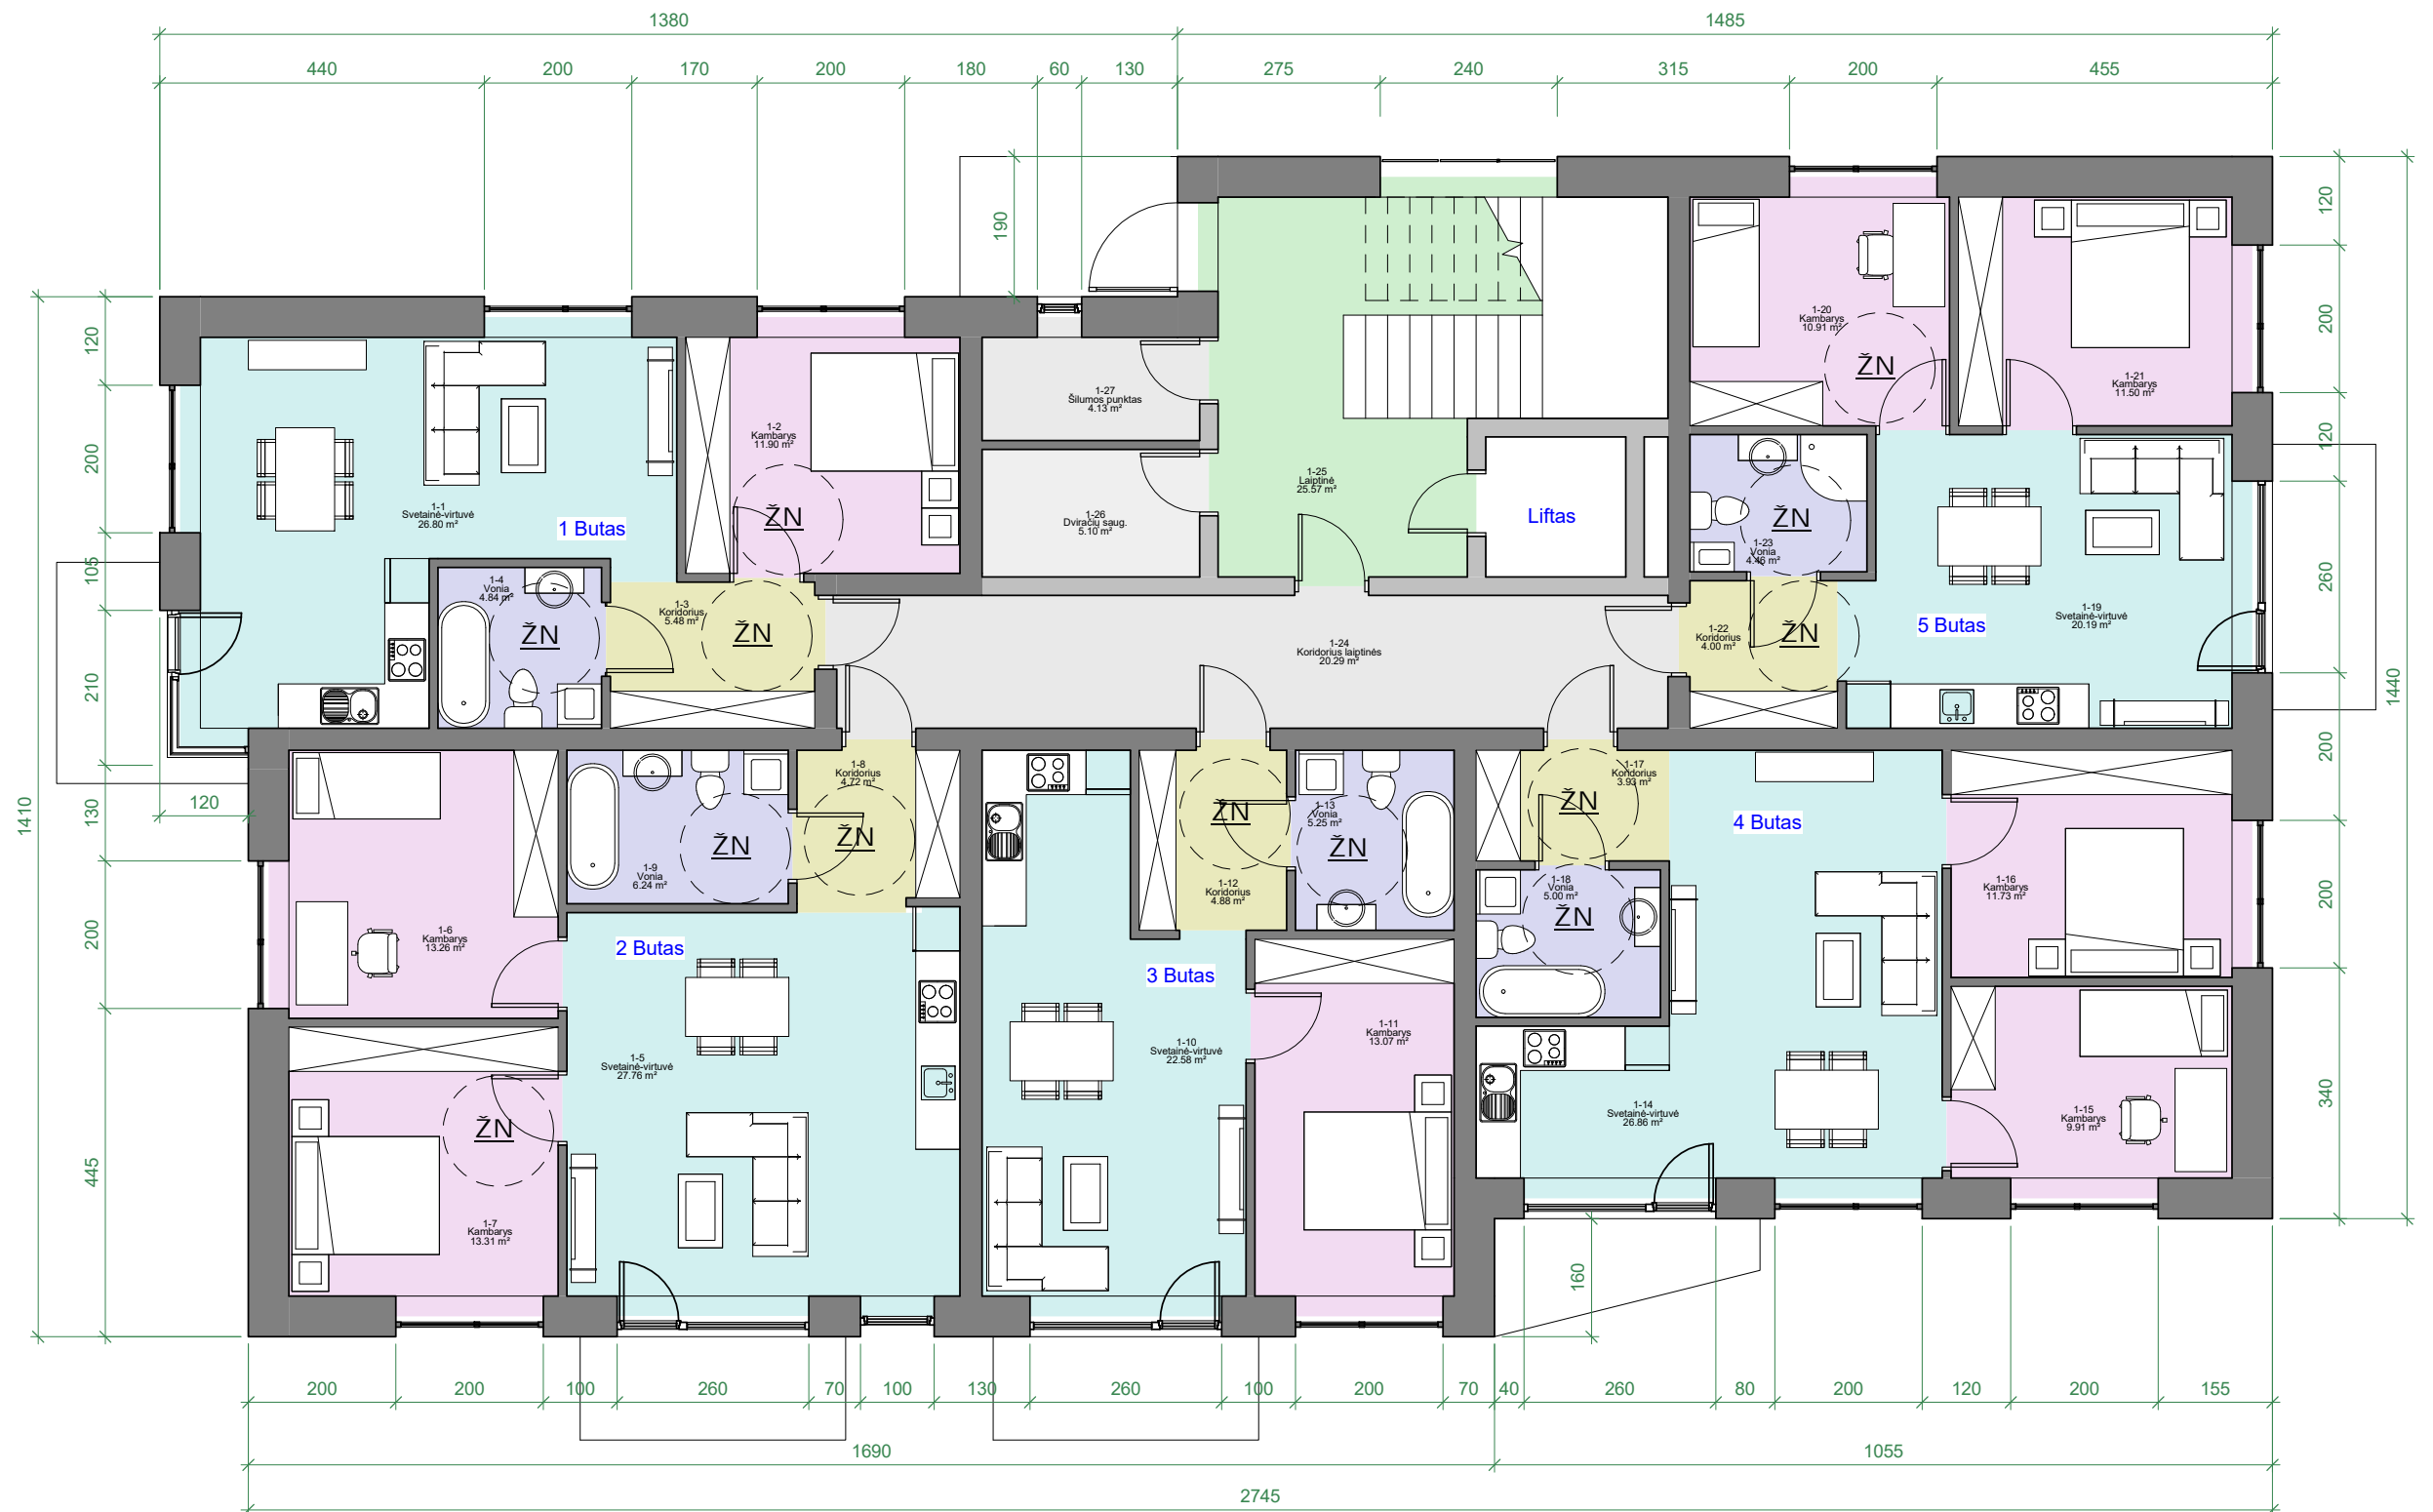 1380
1485
440
200
170
200
180
60
130
275
240
315
200
455
190
120
200
105
210
130
200
445
1410
120
120
200
120
260
200
200
340
1440
1-1
Svetainė-virtuvė
26.80 m²
1 Butas
1-2
Kambarys
11.90 m²
ŽN
1-27
Šilumos punktas
4.13 m²
1-26
Dviračių saug.
5.10 m²
1-25
Laiptinė
25.57 m²
Liftas
1-20
Kambarys
10.91 m²
ŽN
1-21
Kambarys
11.50 m²
1-23
Vonia
4.46 m²
ŽN
1-4
Vonia
4.84 m²
ŽN
1-3
Koridorius
5.48 m²
ŽN
1-24
Koridorius laiptinės
20.29 m²
1-22
Koridorius
4.00 m²
ŽN
5 Butas
1-19
Svetainė-virtuvė
20.19 m²
1-6
Kambarys
13.26 m²
1-9
Vonia
6.24 m²
ŽN
1-8
Koridorius
4.72 m²
ŽN
2 Butas
1-5
Svetainė-virtuvė
27.76 m²
1-7
Kambarys
13.31 m²
ŽN
1-12
Koridorius
4.88 m²
ŽN
1-13
Vonia
5.25 m²
ŽN
3 Butas
1-10
Svetainė-virtuvė
22.58 m²
1-11
Kambarys
13.07 m²
1-17
Koridorius
3.93 m²
ŽN
4 Butas
1-18
Vonia
5.00 m²
ŽN
1-14
Svetainė-virtuvė
26.86 m²
1-16
Kambarys
11.73 m²
1-15
Kambarys
9.91 m²
160
200
200
100
260
70
100
130
260
100
200
70
40
260
80
200
120
200
155
1690
1055
2745